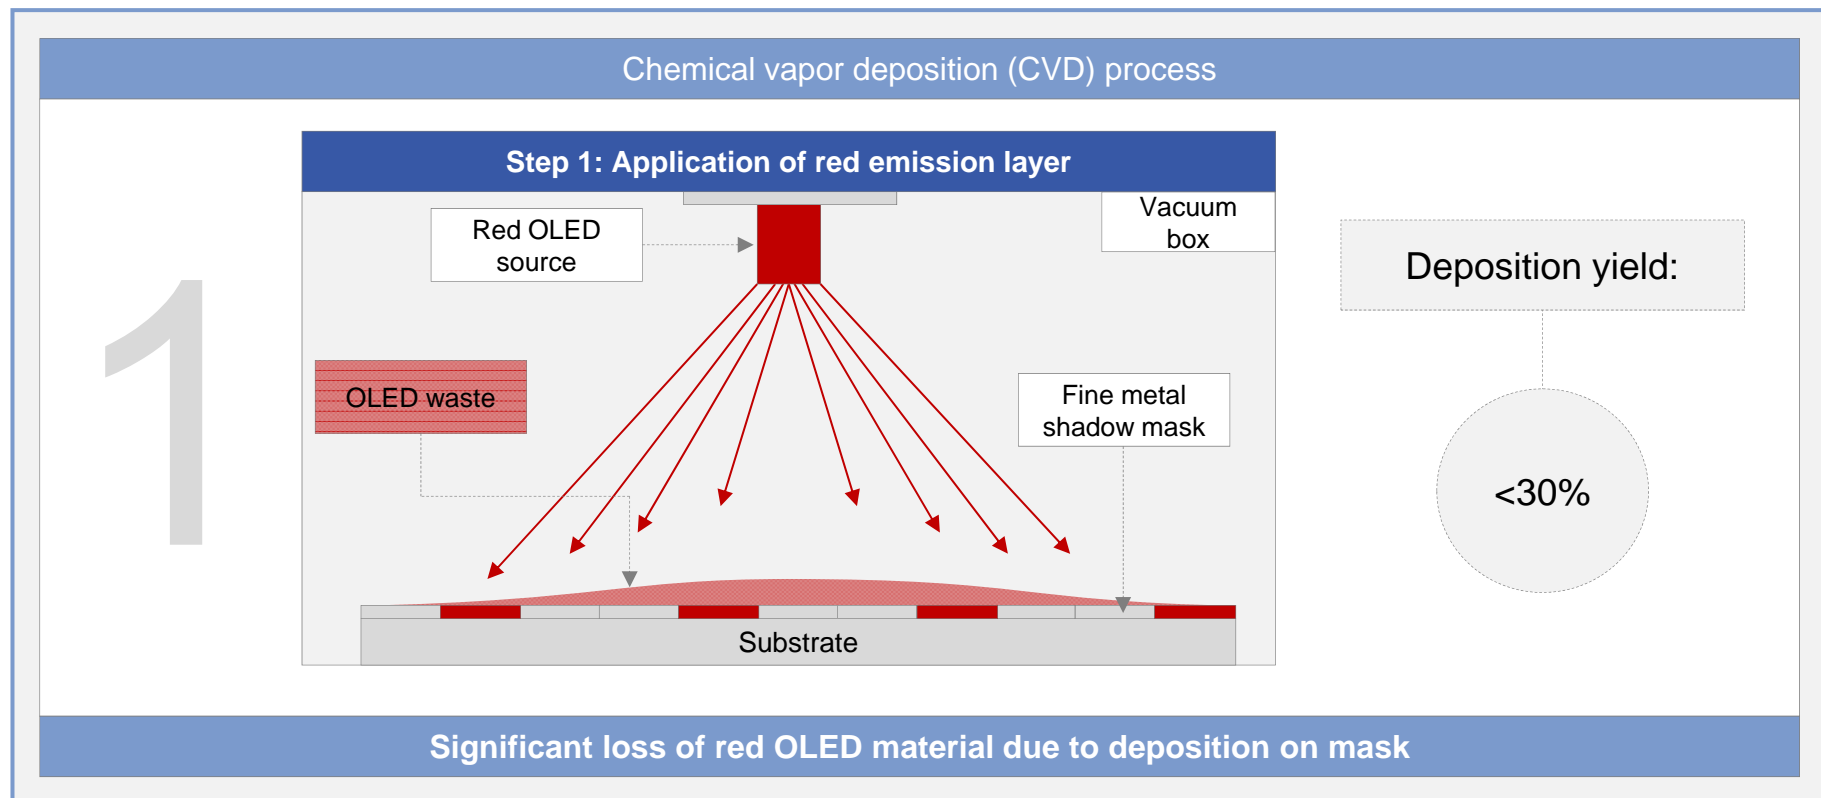 Chemical vapor deposition (CVD) process
1
Step 1: Application of red emission layer
Red OLED
source
Vacuum
box
Deposition yield:
OLED waste
Fine metal
shadow mask
<30%
Substrate
Significant loss of red OLED material due to deposition on mask